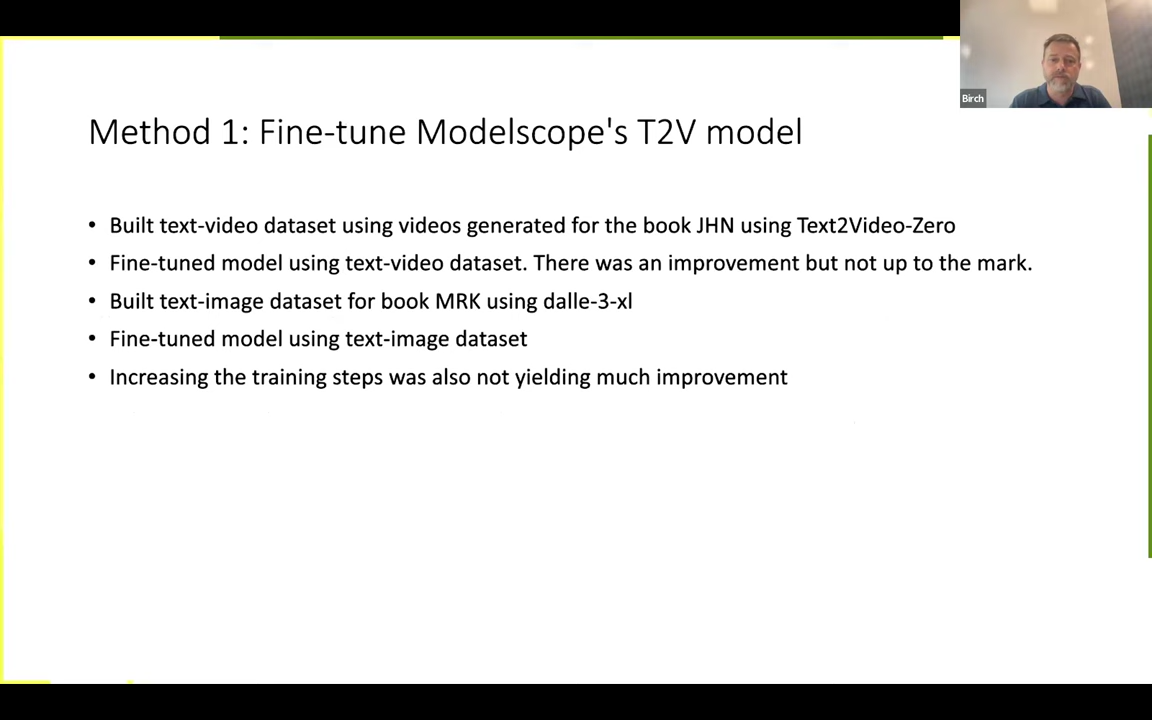 Birch
Method 1: Fine-tune Modelscope's T2V model
• Built text-video dataset using videos generated for the book JHN using Text2Video-Zero
• Fine-tuned model using text-video dataset. There was an improvement but not up to the mark.
• Built text-image dataset for book MRK using dalle-3-xl
• Fine-tuned model using text-image dataset
• Increasing the training steps was also not yielding much improvement